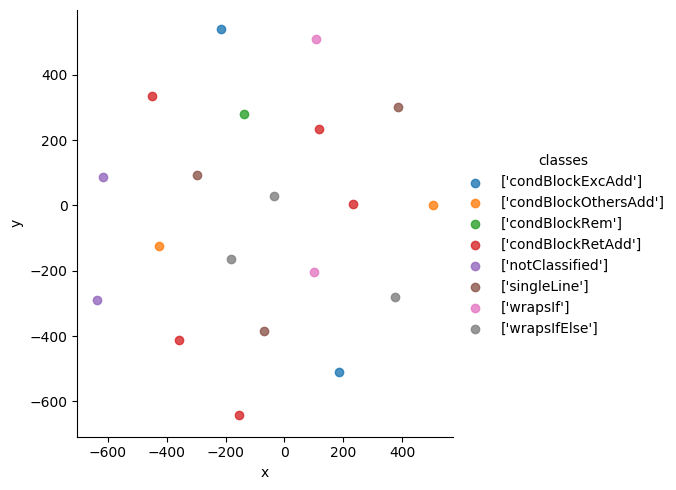 400
200
0
−200
−400
−600
y
−600 −400 −200 0 200 400
x
classes
['condBlockExcAdd']
['condBlockOthersAdd']
['condBlockRem']
['condBlockRetAdd']
['notClassified']
['singleLine']
['wrapsIf']
['wrapsIfElse']